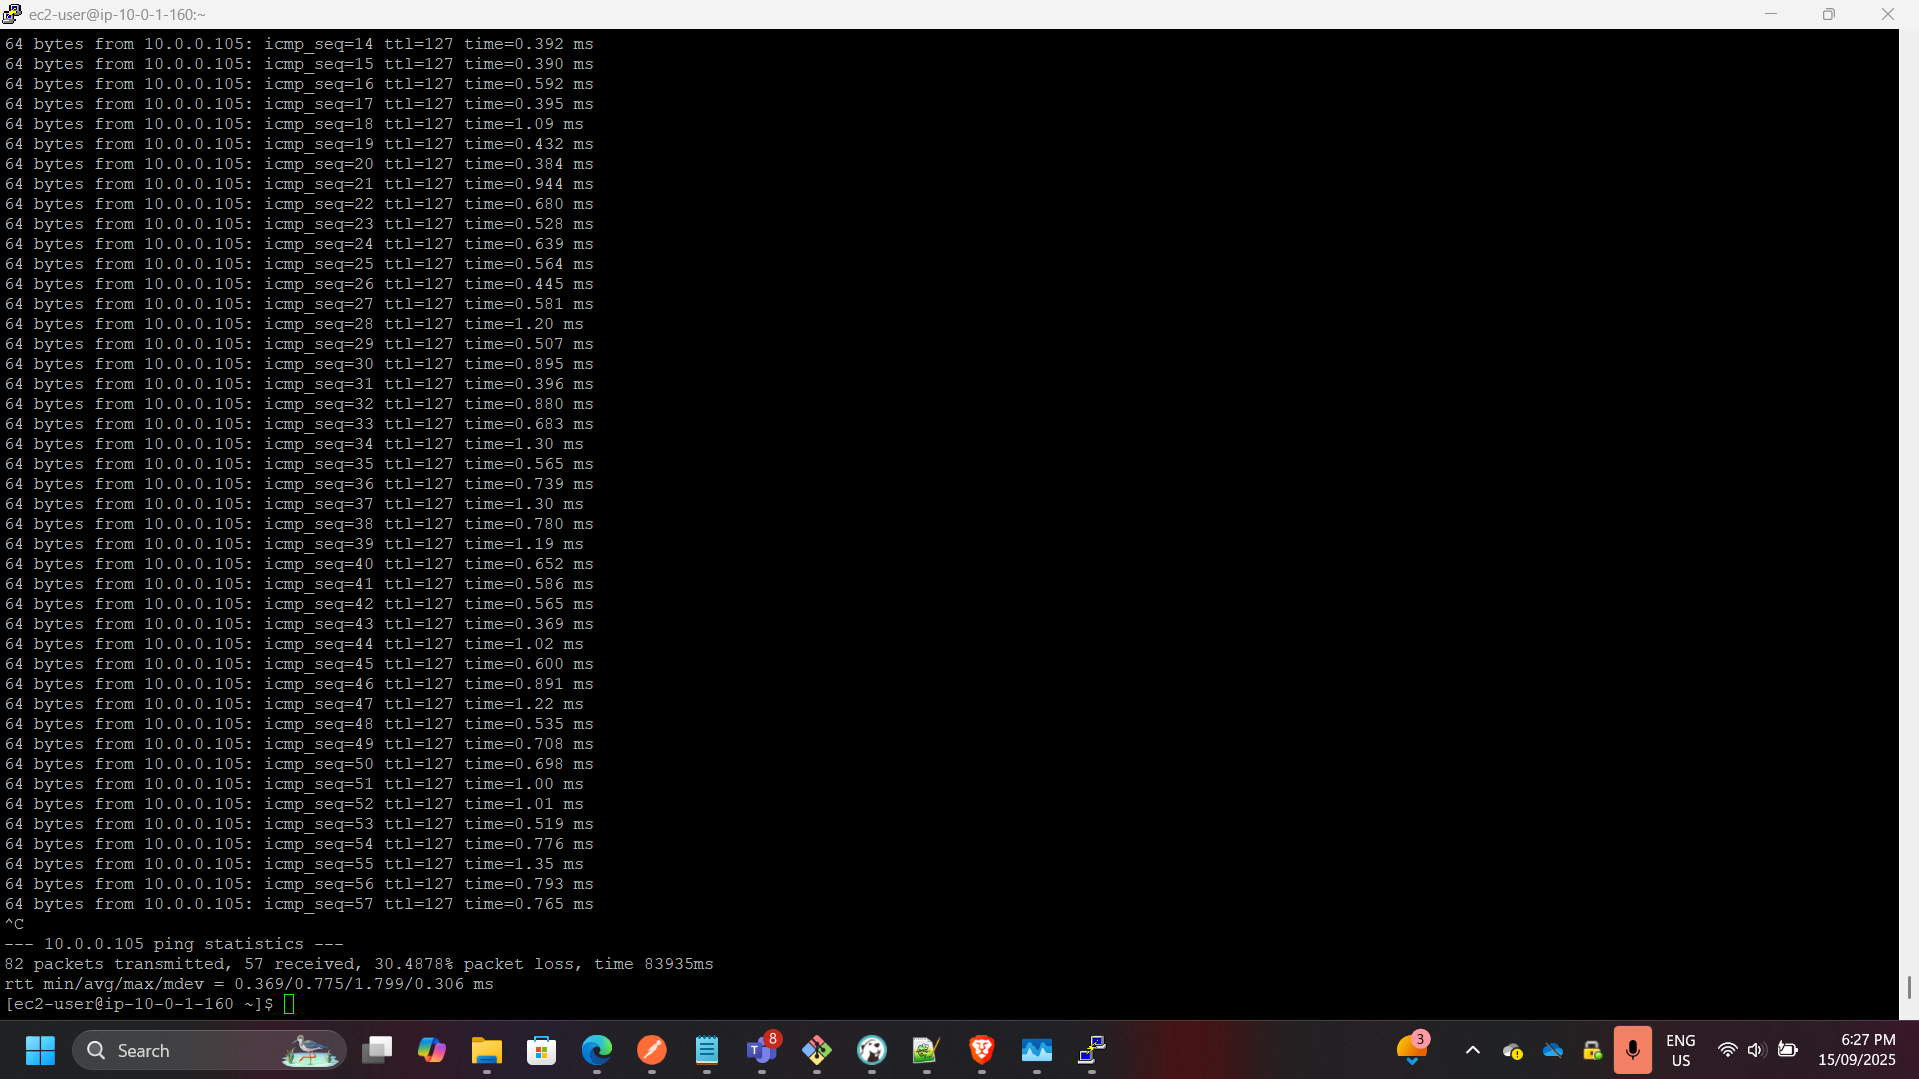 ec2-user@ip-10-0-1-160:~
64 bytes from 10.0.0.105: icmp_seq=14 ttl=127 time=0.392 ms
64 bytes from 10.0.0.105: icmp_seq=15 ttl=127 time=0.390 ms
64 bytes from 10.0.0.105: icmp_seq=16 ttl=127 time=0.592 ms
64 bytes from 10.0.0.105: icmp_seq=17 ttl=127 time=0.395 ms
64 bytes from 10.0.0.105: icmp_seq=18 ttl=127 time=1.09 ms
64 bytes from 10.0.0.105: icmp_seq=19 ttl=127 time=0.432 ms
64 bytes from 10.0.0.105: icmp_seq=20 ttl=127 time=0.384 ms
64 bytes from 10.0.0.105: icmp_seq=21 ttl=127 time=0.944 ms
64 bytes from 10.0.0.105: icmp_seq=22 ttl=127 time=0.680 ms
64 bytes from 10.0.0.105: icmp_seq=23 ttl=127 time=0.528 ms
64 bytes from 10.0.0.105: icmp_seq=24 ttl=127 time=0.639 ms
64 bytes from 10.0.0.105: icmp_seq=25 ttl=127 time=0.564 ms
64 bytes from 10.0.0.105: icmp_seq=26 ttl=127 time=0.445 ms
64 bytes from 10.0.0.105: icmp_seq=27 ttl=127 time=0.581 ms
64 bytes from 10.0.0.105: icmp_seq=28 ttl=127 time=1.20 ms
64 bytes from 10.0.0.105: icmp_seq=29 ttl=127 time=0.507 ms
64 bytes from 10.0.0.105: icmp_seq=30 ttl=127 time=0.895 ms
64 bytes from 10.0.0.105: icmp_seq=31 ttl=127 time=0.396 ms
64 bytes from 10.0.0.105: icmp_seq=32 ttl=127 time=0.880 ms
64 bytes from 10.0.0.105: icmp_seq=33 ttl=127 time=0.683 ms
64 bytes from 10.0.0.105: icmp_seq=34 ttl=127 time=1.30 ms
64 bytes from 10.0.0.105: icmp_seq=35 ttl=127 time=0.565 ms
64 bytes from 10.0.0.105: icmp_seq=36 ttl=127 time=0.739 ms
64 bytes from 10.0.0.105: icmp_seq=37 ttl=127 time=1.30 ms
64 bytes from 10.0.0.105: icmp_seq=38 ttl=127 time=0.780 ms
64 bytes from 10.0.0.105: icmp_seq=39 ttl=127 time=1.19 ms
64 bytes from 10.0.0.105: icmp_seq=40 ttl=127 time=0.652 ms
64 bytes from 10.0.0.105: icmp_seq=41 ttl=127 time=0.586 ms
64 bytes from 10.0.0.105: icmp_seq=42 ttl=127 time=0.565 ms
64 bytes from 10.0.0.105: icmp_seq=43 ttl=127 time=0.369 ms
64 bytes from 10.0.0.105: icmp_seq=44 ttl=127 time=1.02 ms
64 bytes from 10.0.0.105: icmp_seq=45 ttl=127 time=0.600 ms
64 bytes from 10.0.0.105: icmp_seq=46 ttl=127 time=0.891 ms
64 bytes from 10.0.0.105: icmp_seq=47 ttl=127 time=1.22 ms
64 bytes from 10.0.0.105: icmp_seq=48 ttl=127 time=0.535 ms
64 bytes from 10.0.0.105: icmp_seq=49 ttl=127 time=0.708 ms
64 bytes from 10.0.0.105: icmp_seq=50 ttl=127 time=0.698 ms
64 bytes from 10.0.0.105: icmp_seq=51 ttl=127 time=1.00 ms
64 bytes from 10.0.0.105: icmp_seq=52 ttl=127 time=1.01 ms
64 bytes from 10.0.0.105: icmp_seq=53 ttl=127 time=0.519 ms
64 bytes from 10.0.0.105: icmp_seq=54 ttl=127 time=0.776 ms
64 bytes from 10.0.0.105: icmp_seq=55 ttl=127 time=1.35 ms
64 bytes from 10.0.0.105: icmp_seq=56 ttl=127 time=0.793 ms
64 bytes from 10.0.0.105: icmp_seq=57 ttl=127 time=0.765 ms
^C
--- 10.0.0.105 ping statistics ---
82 packets transmitted, 57 received, 30.4878% packet loss, time 83935ms
rtt min/avg/max/mdev = 0.369/0.775/1.799/0.306 ms
[ec2-user@ip-10-0-1-160 ~]$
Search
8
3
ENG
US
6:27 PM
15/09/2025